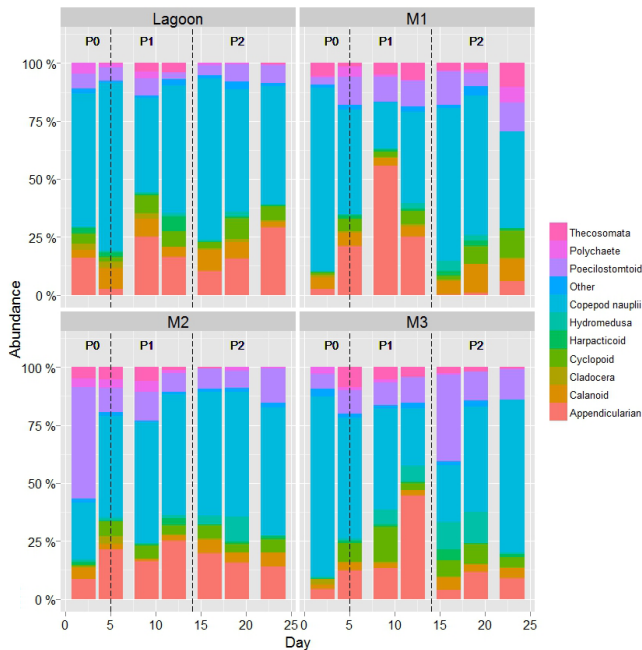 Lagoon
M1
P0 P1 P2
P0 P1 P2
100 %
75 %
50 %
25 %
0 %
M2
M3
P0 P1 P2
P0 P1 P2
100 %
75 %
50 %
25 %
0 %
0 5 10 15 20 25
0 5 10 15 20 25
Abundance
Day
Thecosomata
Polychaete
Poecilostomtoid
Other
Copepod nauplii
Hydromedusa
Harpacticoid
Cyclopoid
Cladocera
Calanoid
Appendicularian